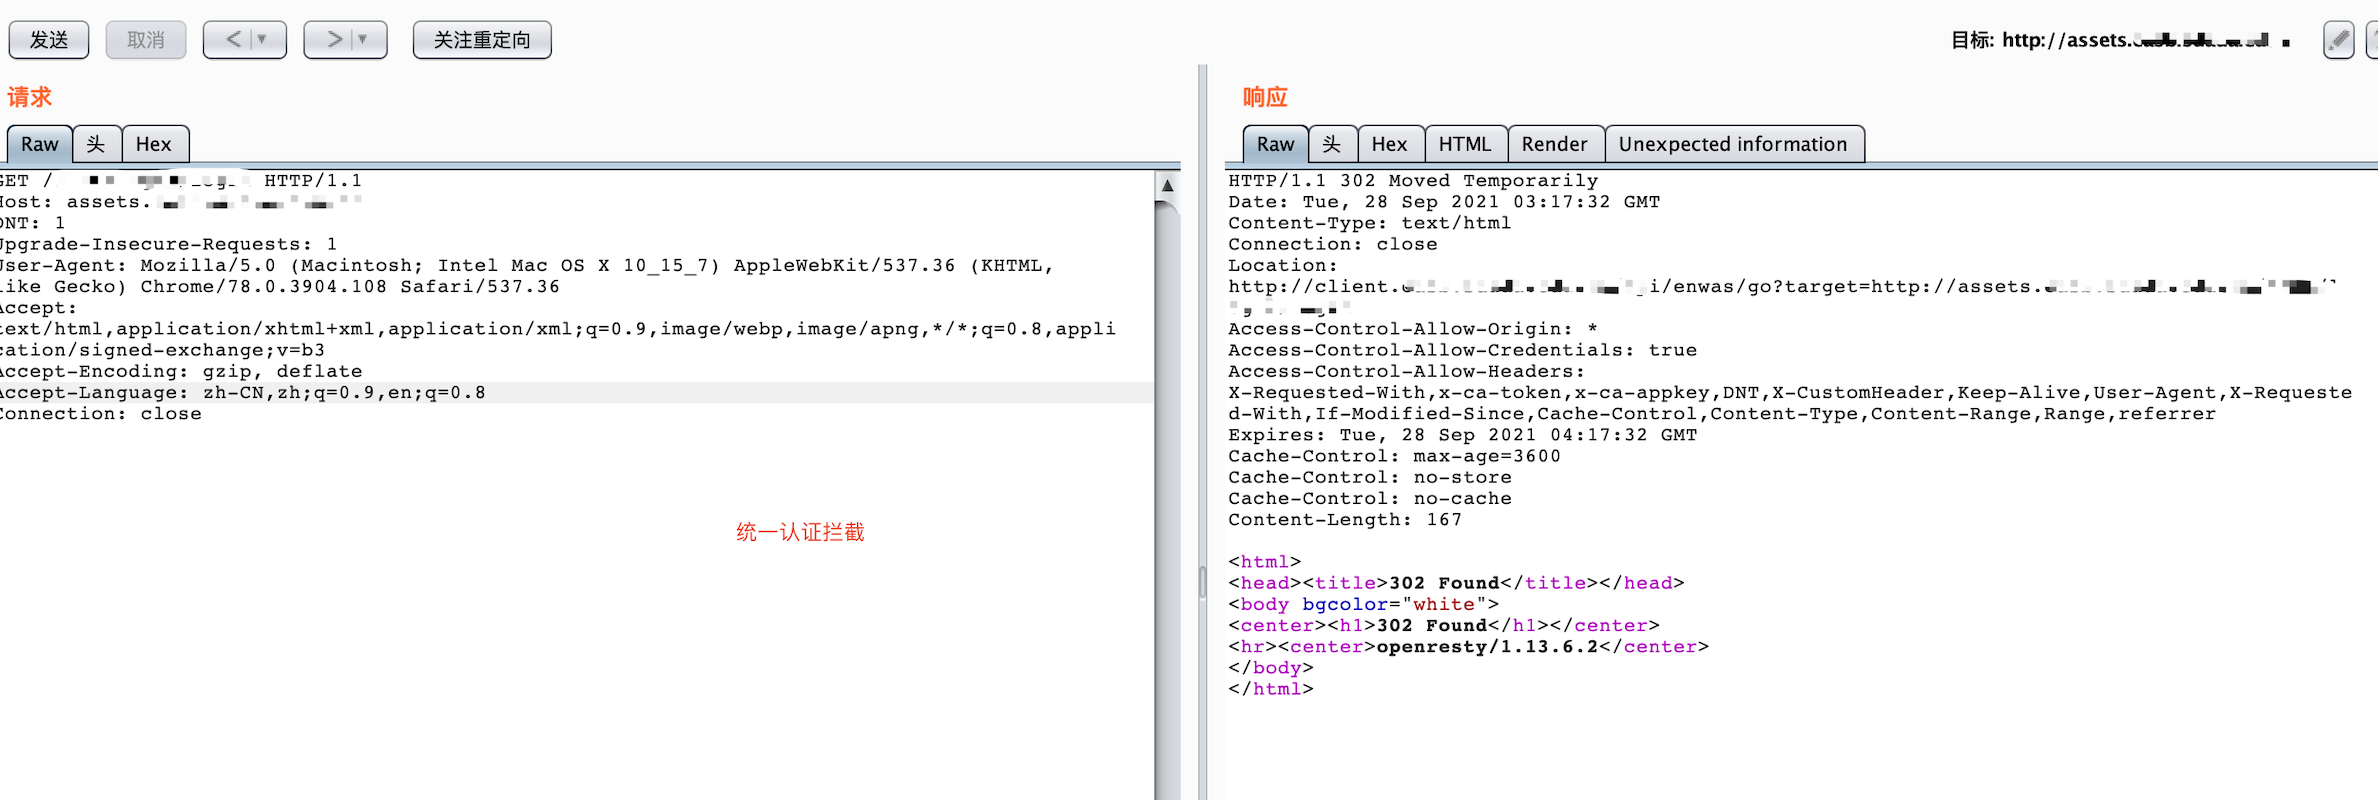 发送
取消
<
>
关注重定向
目标: http://assets.
请求
响应
Raw
头
Hex
Raw
头
Hex
HTML
Render
Unexpected information
GET / HTTP/1.1
Host: assets.
DNT: 1
Upgrade-Insecure-Requests: 1
User-Agent: Mozilla/5.0 (Macintosh; Intel Mac OS X 10_15_7) AppleWebKit/537.36 (KHTML,
like Gecko) Chrome/78.0.3904.108 Safari/537.36
Accept:
text/html,application/xhtml+xml,application/xml;q=0.9,image/webp,image/apng,*/*;q=0.8,appli
cation/signed-exchange;v=b3
Accept-Encoding: gzip, deflate
Accept-Language: zh-CN,zh;q=0.9,en;q=0.8
Connection: close
统一认证拦截
HTTP/1.1 302 Moved Temporarily
Date: Tue, 28 Sep 2021 03:17:32 GMT
Content-Type: text/html
Connection: close
Location:
http://client. i/enwas/go?target=http://assets.
Access-Control-Allow-Origin: *
Access-Control-Allow-Credentials: true
Access-Control-Allow-Headers:
X-Requested-With,x-ca-token,x-ca-appkey,DNT,X-CustomHeader,Keep-Alive,User-Agent,X-Requeste
d-With,If-Modified-Since,Cache-Control,Content-Type,Content-Range,Range,referrer
Expires: Tue, 28 Sep 2021 04:17:32 GMT
Cache-Control: max-age=3600
Cache-Control: no-store
Cache-Control: no-cache
Content-Length: 167
<html>
<head><title>302 Found</title></head>
<body bgcolor="white">
<center><h1>302 Found</h1></center>
<hr><center>openresty/1.13.6.2</center>
</body>
</html>